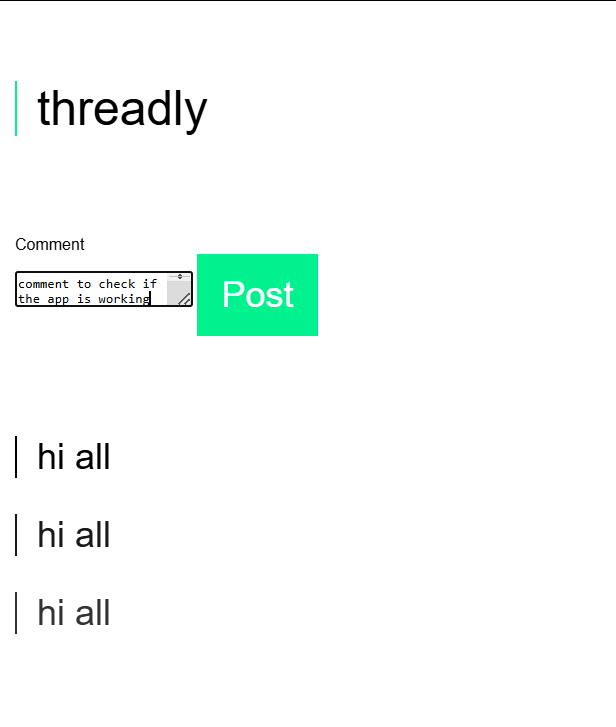 threadly
Comment
comment to check if
the app is working
Post
hi all
hi all
hi all